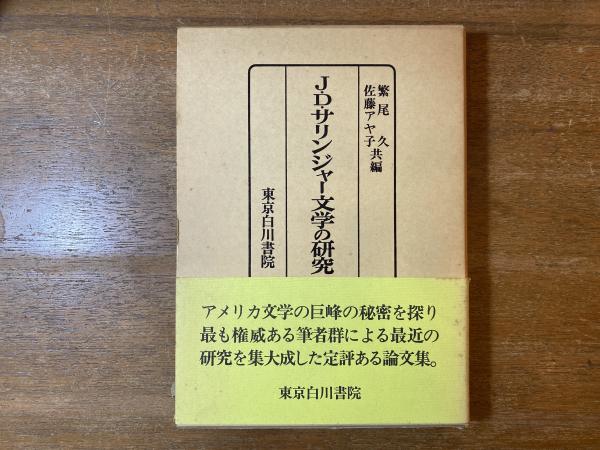 繁尾 久
佐藤アヤ子 共編
J・D・サリンジャー文学の研究
東京白川書院
アメリカ文学の巨峰の秘密を探り
最も権威ある筆者群による最近の
研究を集大成した定評ある論文集。
東京白川書院